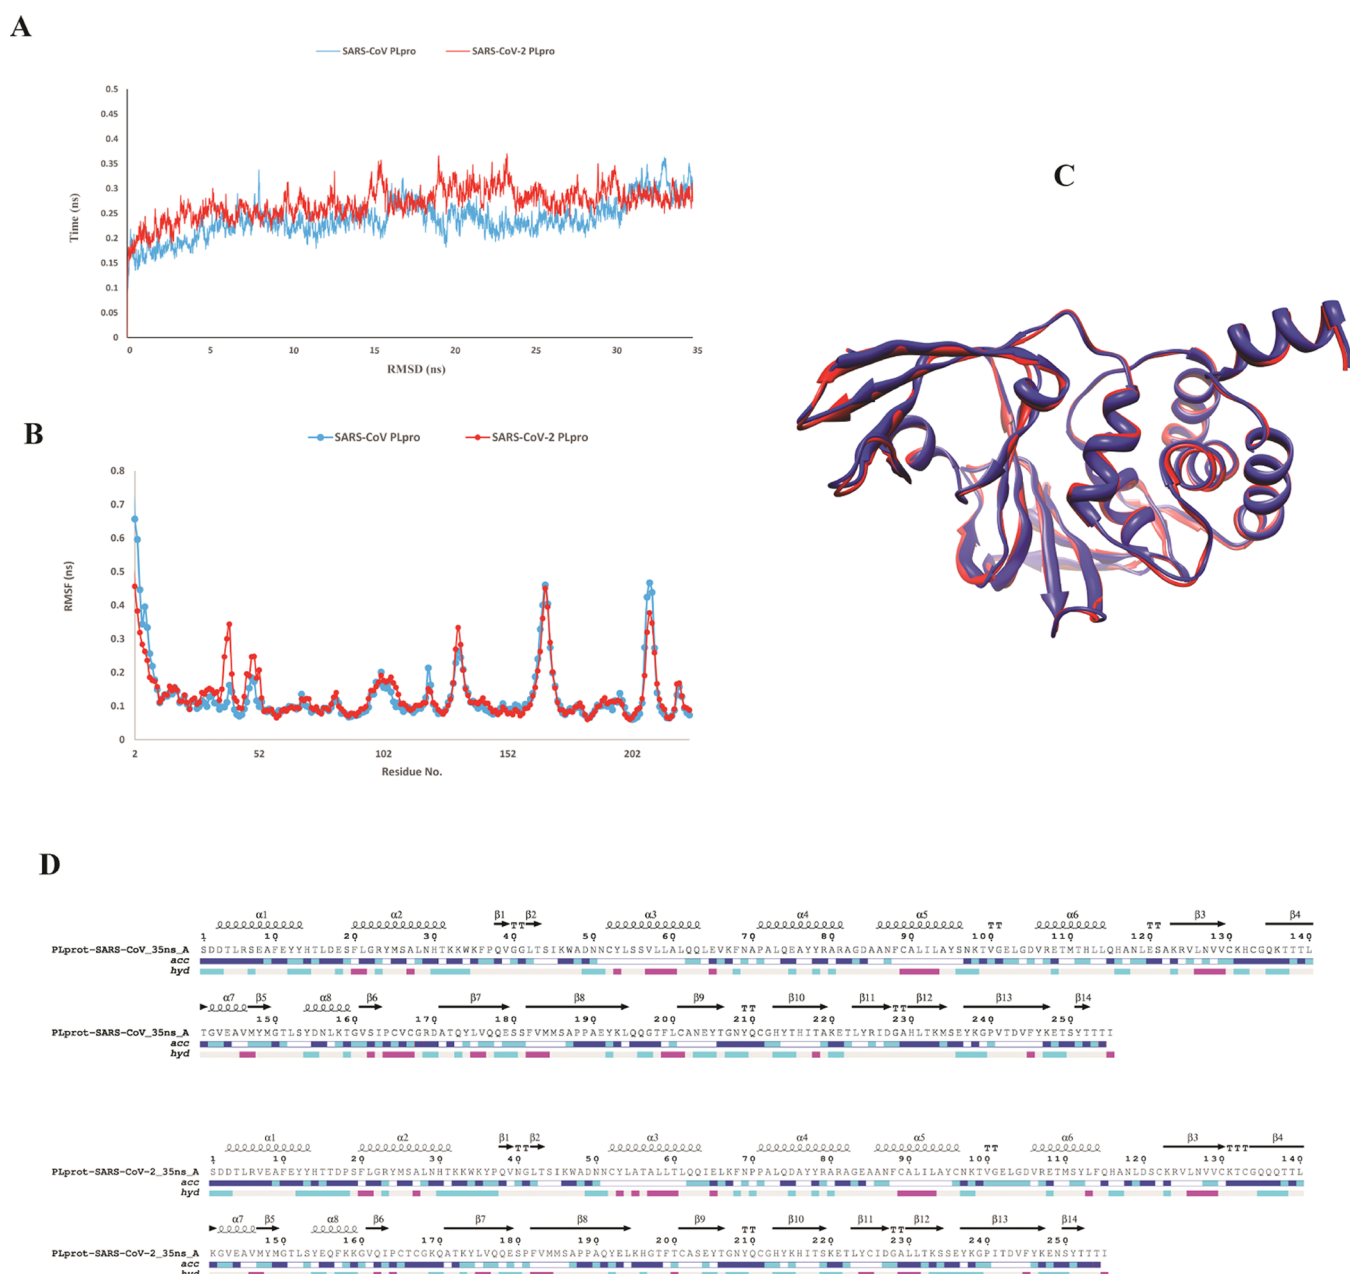 A
SARS-CoV PLpro SARS-CoV-2 PLpro
0.5
0.45
0.4
0.35
0.3
0.25
0.2
0.15
0.1
0.05
0
Time (ns)
0 5 10 15 20 25 30 35
RMSD (ns)
B
SARS-CoV PLpro SARS-CoV-2 PLpro
0.8
0.7
0.6
0.5
0.4
0.3
0.2
0.1
0
RMSF (ns)
2 52 102 152 202
Residue No.
C
D
α1 α2 β1 β2 α3 α4 α5 α6 β3 β4
TT TT TT
1 10 20 30 40 50 60 70 80 90 100 110 120 130 140
PLprot-SARS-CoV_35ns_A SDDTLRSEAFEYYHTLDESFLGRYMSALNHTKKWKFPQVGGLTSIKWADNNCYLSSVLLALQQLEVKFNAPALQEAYYRARAGDAANFCALILAYSNKTVGELGDVRETMTHLLQHANLESAKRVLNVVCKHCGQKTTTL
acc
hyd
α7 β5 α8 β6 β7 β8 β9 β10 β11 β12 β13 β14
TT TT
150 160 170 180 190 200 210 220 230 240 250
PLprot-SARS-CoV_35ns_A TGVEAVMYMGTLSYDNLKTGVSIPCVCGRDATQYLVQQESSFVMMSAPPAEYKLQQGTFLCANEYTGNYQCGHYTHITAKETLYRIDGAHLTKMSEYKGPVTDVFYKETSYTTTI
acc
hyd
α1 α2 β1 β2 α3 α4 α5 α6 β3 β4
TT TT TTT
1 10 20 30 40 50 60 70 80 90 100 110 120 130 140
PLprot-SARS-CoV-2_35ns_A SDDTLRVEAFEYYHTTDPSFLGRYMSALNHTKKWKYPQVNGLTSIKWADNNCYLATALLTLQQIELKFNPPALQDAYYRARAGEAANFCALILAYCNKTVGELGDVRETMSYLFQHANLDSCKRVLNVVCKTCGQQQTTL
acc
hyd
α7 β5 α8 β6 β7 β8 β9 β10 β11 β12 β13 β14
TT TT
150 160 170 180 190 200 210 220 230 240 250
PLprot-SARS-CoV-2_35ns_A KGVEAVMYMGTLSYEQFKKGVQIPCTCGKQATKYLVQQESPFVMMSAPPAQYELKHGTFTCASEYTGNYQCGHYKHITSKETLYCIDGALLTKSSEYKGPITDVFYKENSYTTTI
acc
hyd